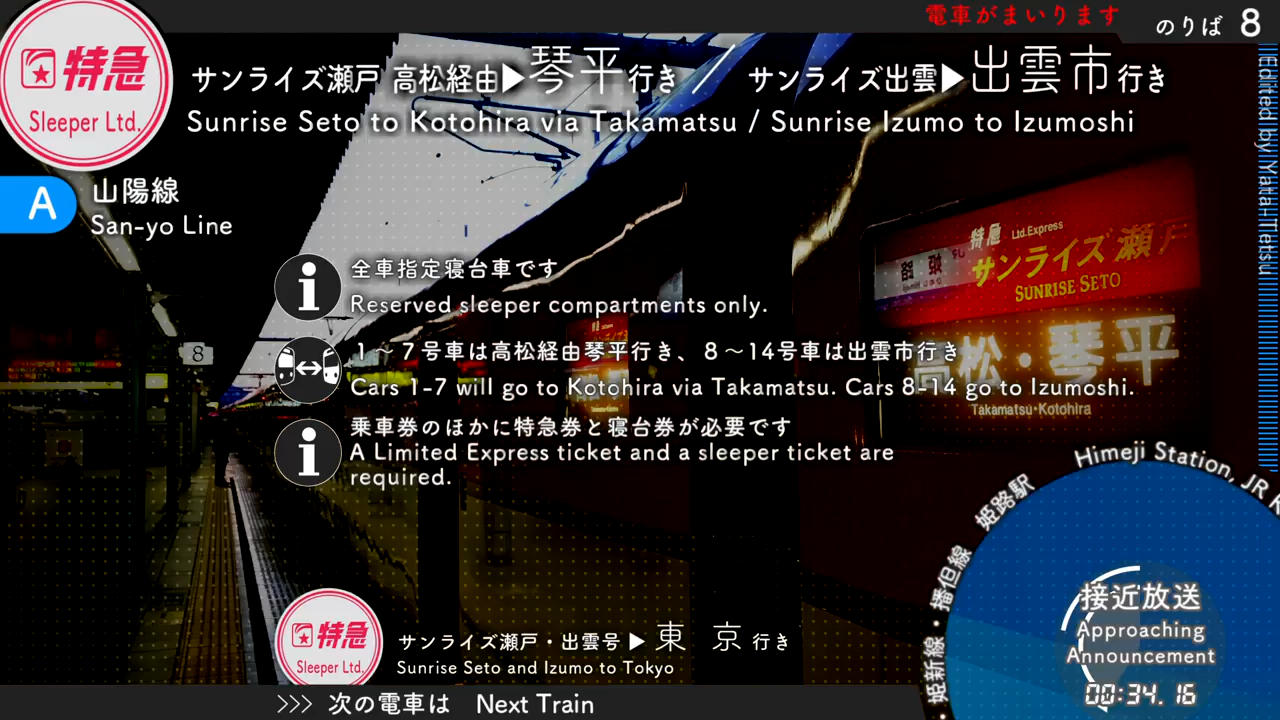 電車がまいります
のりば 8
特急
Sleeper Ltd.
サンライズ瀬戸 高松経由▶琴平行き / サンライズ出雲▶出雲市行き
Sunrise Seto to Kotohira via Takamatsu / Sunrise Izumo to Izumoshi
Edited by Yata-Tetsu
A
山陽線
San-yo Line
特急 Ltd.Express
サンライズ瀬戸
SUNRISE SETO
高松・琴平
Takamatsu・Kotohira
8
全車指定寝台車です
Reserved sleeper compartments only.
1～7号車は高松経由琴平行き、8～14号車は出雲市行き
Cars 1-7 will go to Kotohira via Takamatsu. Cars 8-14 go to Izumoshi.
乗車券のほかに特急券と寝台券が必要です
A Limited Express ticket and a sleeper ticket are
required.
・姫新線・播但線 姫路駅 Himeji Station, JR
接近放送
Approaching
Announcement
00:34.16
特急
Sleeper Ltd.
サンライズ瀬戸・出雲号▶東京行き
Sunrise Seto and Izumo to Tokyo
>>> 次の電車は Next Train